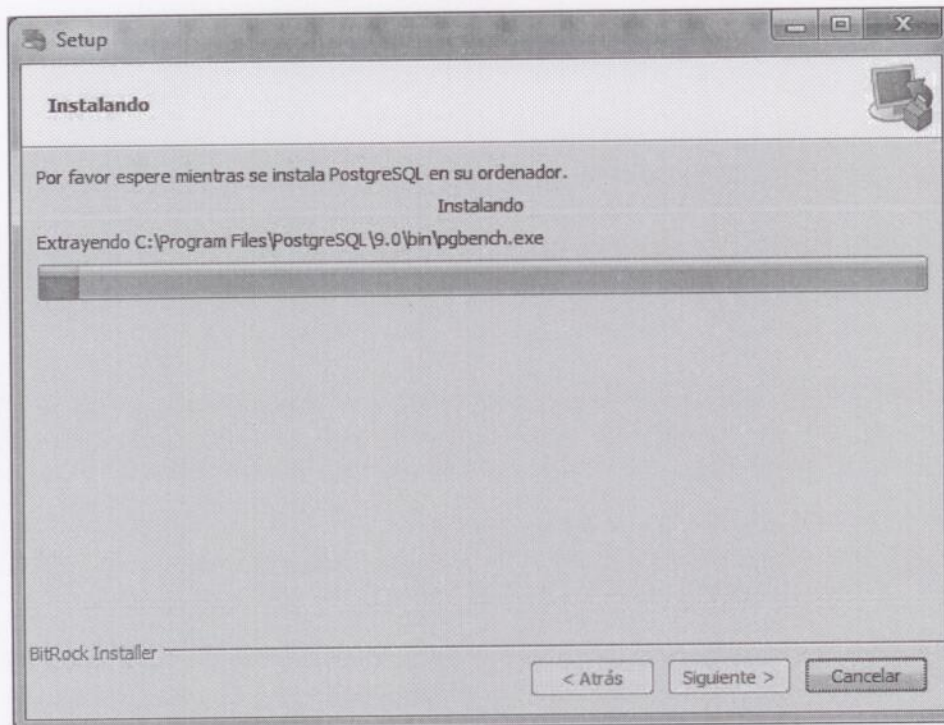 Setup
Instalando
Por favor espere mientras se instala PostgreSQL en su ordenador.
Instalando
Extrayendo C:\Program Files\PostgreSQL\9.0\bin\pgbench.exe
BitRock Installer
< Atrás
Siguiente >
Cancelar